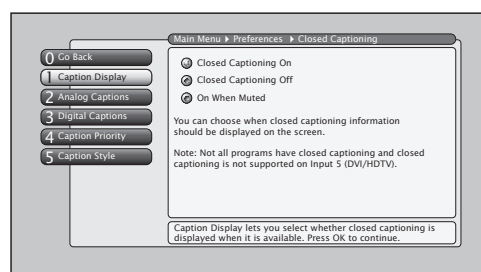 Main Menu ▶ Preferences ▶ Closed Captioning
0 Go Back
1 Caption Display
2 Analog Captions
3 Digital Captions
4 Caption Priority
5 Caption Style
Closed Captioning On
Closed Captioning Off
On When Muted
You can choose when closed captioning information
should be displayed on the screen.
Note: Not all programs have closed captioning and closed
captioning is not supported on Input 5 (DVI/HDTV).
Caption Display lets you select whether closed captioning is
displayed when it is available. Press OK to continue.